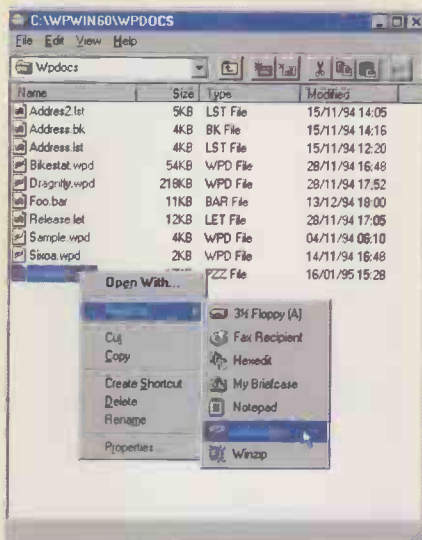 C:\WPWIN60\WPDOCS
File Edit View Help
Wpdocs
Name Size Type Modified
Addres2.lst 5KB LST File 15/11/94 14:05
Address.bk 4KB BK File 15/11/94 14:16
Address.lst 4KB LST File 15/11/94 12:20
Bikestat.wpd 54KB WPD File 28/11/94 16:48
Dragnify.wpd 218KB WPD File 28/11/94 17:52
Foo.bar 11KB BAR File 13/12/94 18:00
Release.let 12KB LET File 28/11/94 17:05
Sample.wpd 4KB WPD File 04/11/94 06:10
Sixoa.wpd 2KB WPD File 14/11/94 16:48
PZZ File 16/01/95 15:28
Open With...
Cut
Copy
Create Shortcut
Delete
Rename
Properties
3½ Floppy (A)
Fax Recipient
Hexedit
My Briefcase
Notepad
Winzip